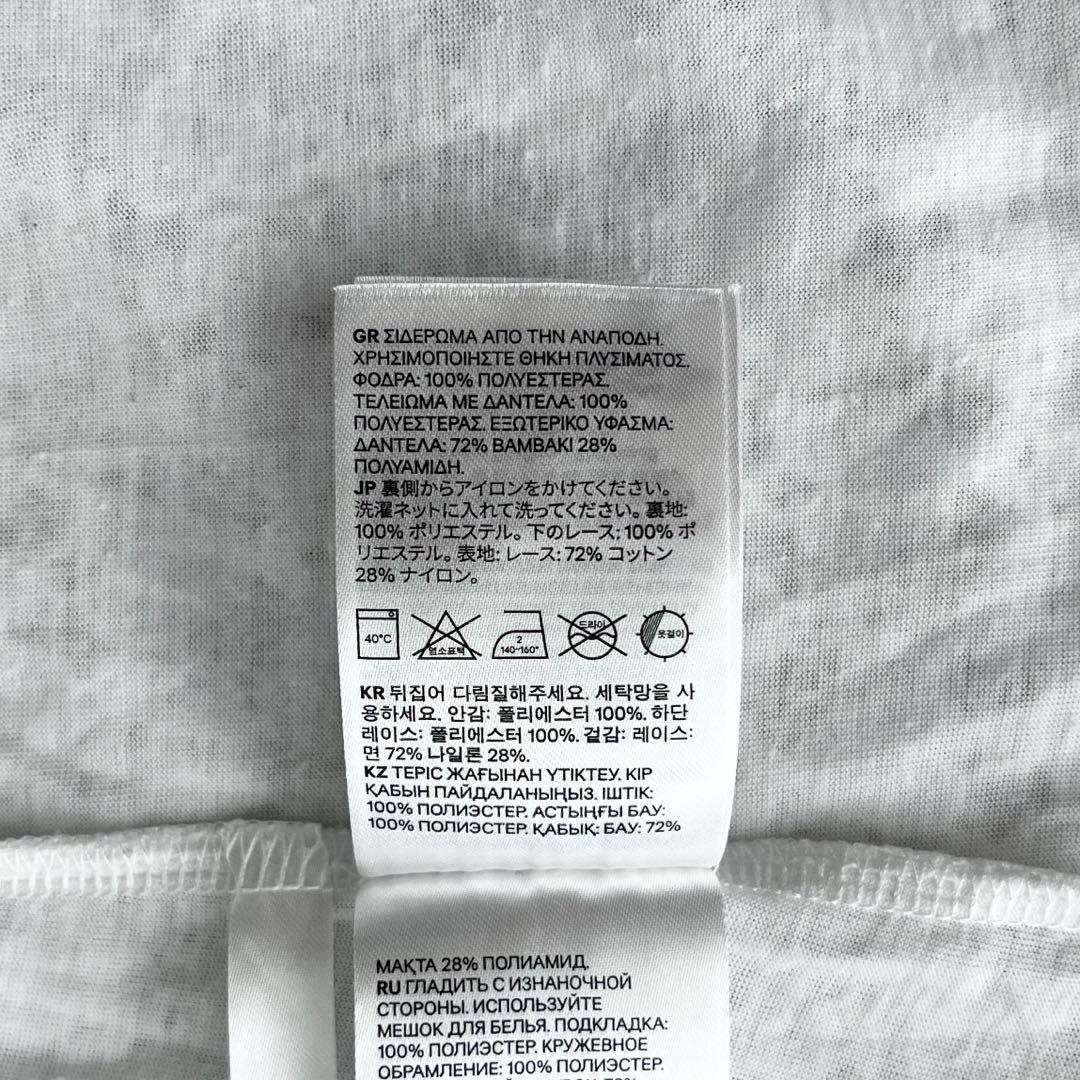 GR ΣΙΔΕΡΩΜΑ ΑΠΟ ΤΗΝ ΑΝΑΠΟΔΗ.
ΧΡΗΣΙΜΟΠΟΙΗΣΤΕ ΘΗΚΗ ΠΛΥΣΙΜΑΤΟΣ.
ΦΟΔΡΑ: 100% ΠΟΛΥΕΣΤΕΡΑΣ.
ΤΕΛΕΙΩΜΑ ΜΕ ΔΑΝΤΕΛΑ: 100%
ΠΟΛΥΕΣΤΕΡΑΣ. ΕΞΩΤΕΡΙΚΟ ΥΦΑΣΜΑ:
ΔΑΝΤΕΛΑ: 72% ΒΑΜΒΑΚΙ 28%
ΠΟΛΥΑΜΙΔΗ.
JP 裏側からアイロンをかけてください。
洗濯ネットに入れて洗ってください。裏地:
100% ポリエステル。下のレース: 100% ポ
リエステル。表地: レース: 72% コットン
28% ナイロン。
40°C
염소표백
2
140~160°
드라이
옷걸이
KR 뒤집어 다림질해주세요. 세탁망을 사
용하세요. 안감: 폴리에스터 100%. 하단
레이스: 폴리에스터 100%. 겉감: 레이스:
면 72% 나일론 28%.
KZ ТЕРІС ЖАҒЫНАН ҮТІКТЕУ. КІР
ҚАБЫН ПАЙДАЛАНЫҢЫЗ. ІШТІК:
100% ПОЛИЭСТЕР. АСТЫҢҒЫ БАУ:
100% ПОЛИЭСТЕР. ҚАБЫҚ: БАУ: 72%
МАҚТА 28% ПОЛИАМИД.
RU ГЛАДИТЬ С ИЗНАНОЧНОЙ
СТОРОНЫ. ИСПОЛЬЗУЙТЕ
МЕШОК ДЛЯ БЕЛЬЯ. ПОДКЛАДКА:
100% ПОЛИЭСТЕР. КРУЖЕВНОЕ
ОБРАМЛЕНИЕ: 100% ПОЛИЭСТЕР.